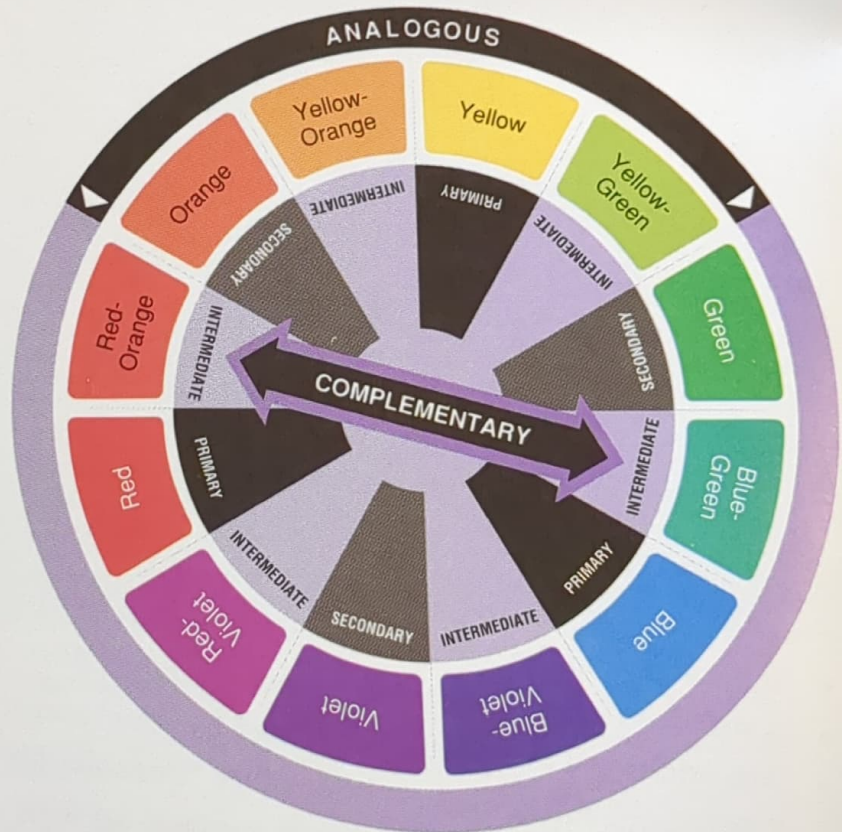 ANALOGOUS
Yellow-
Orange
Yellow
Yellow-
Green
Green
Blue-
Green
Blue
Blue-
Violet
Violet
Red-
Violet
Red
Red-
Orange
Orange
INTERMEDIATE
PRIMARY
INTERMEDIATE
SECONDARY
INTERMEDIATE
PRIMARY
INTERMEDIATE
SECONDARY
INTERMEDIATE
PRIMARY
INTERMEDIATE
SECONDARY
COMPLEMENTARY